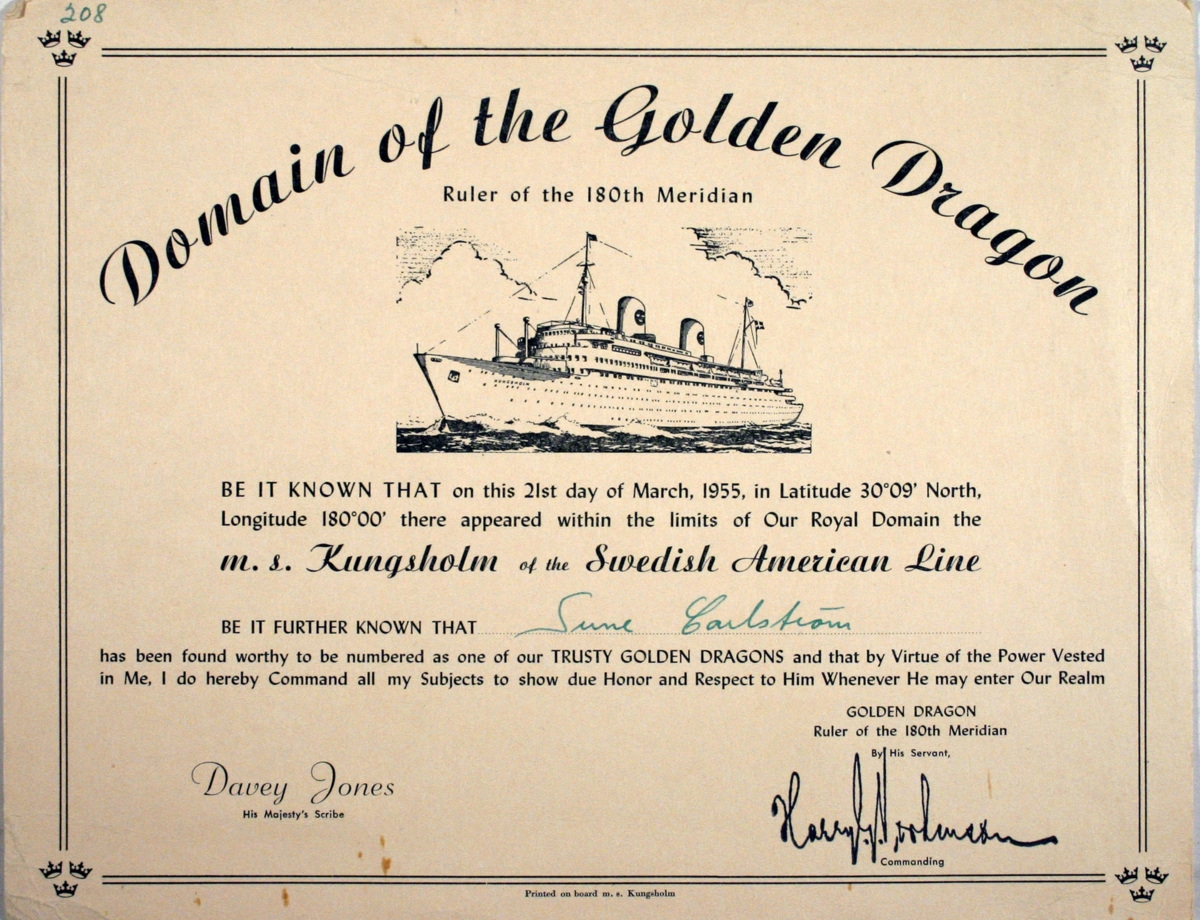 208
Domain of the Golden Dragon
Ruler of the 180th Meridian
KUNGSHOLM
BE IT KNOWN THAT on this 21st day of March, 1955, in Latitude 30°09' North,
Longitude 180°00' there appeared within the limits of Our Royal Domain the
m. s. Kungsholm of the Swedish American Line
BE IT FURTHER KNOWN THAT Sune Carlström
has been found worthy to be numbered as one of our TRUSTY GOLDEN DRAGONS and that by Virtue of the Power Vested
in Me, I do hereby Command all my Subjects to show due Honor and Respect to Him Whenever He may enter Our Realm
GOLDEN DRAGON
Ruler of the 180th Meridian
By His Servant,
Davey Jones
His Majesty's Scribe
Commanding
Printed on board m. s. Kungsholm